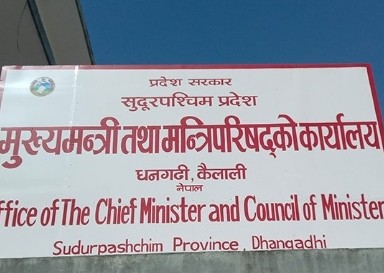 प्रदेश सरकार
सुदूरपश्चिम प्रदेश
मुख्यमन्त्री तथा मन्त्रिपरिषद्को कार्यालय
धनगढी, कैलाली
नेपाल
ffice of The Chief Minister and Council of Minister
Sudurpashchim Province, Dhangadhi